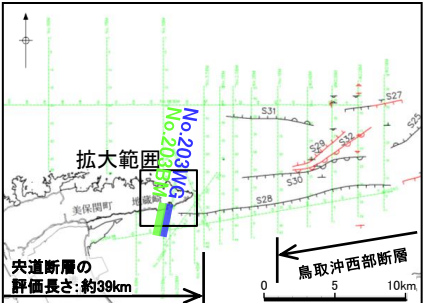 S27
S31
S25
S29
S32
S30
S28
No.203WG
No.203BW
拡大範囲
美保関町
地蔵崎
宍道断層の
評価長さ:約39km
鳥取沖西部断層
0 5 10km